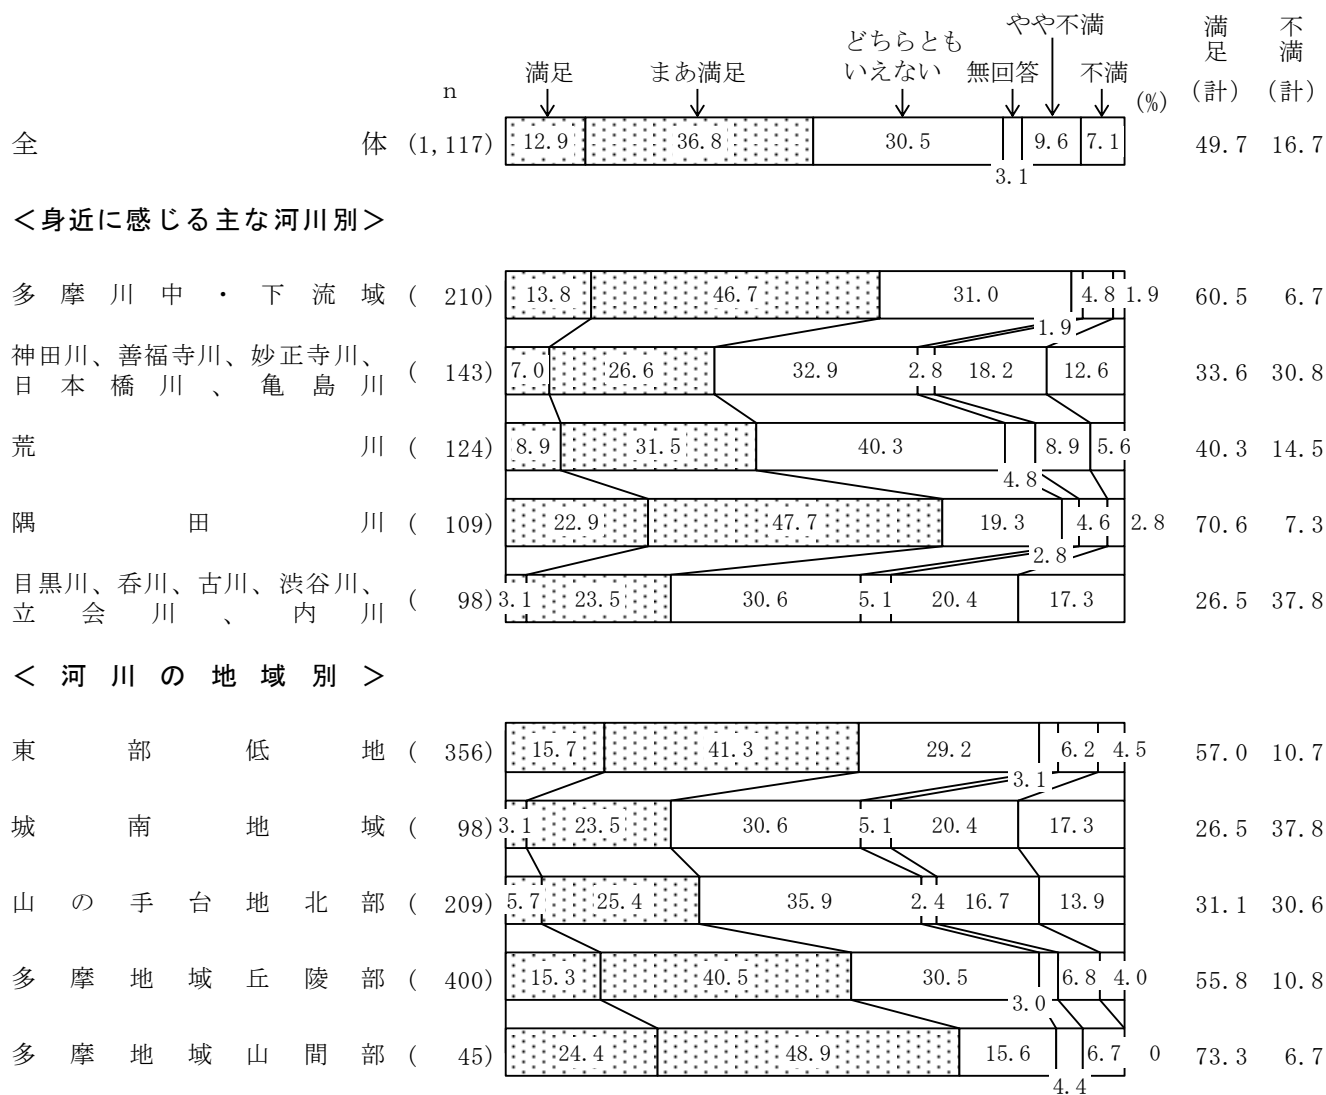 やや不満 満 不
どちらとも 足 満
満足 まあ満足 いえない 無回答 不満
n (%) (計) (計)
全体 (1,117) 12.9 36.8 30.5 9.6 7.1 49.7 16.7
3.1
＜身近に感じる主な河川別＞
多摩川中・下流域 ( 210) 13.8 46.7 31.0 4.8 1.9 60.5 6.7
1.9
神田川、善福寺川、妙正寺川、
日本橋川、亀島川 ( 143) 7.0 26.6 32.9 2.8 18.2 12.6 33.6 30.8
荒川 ( 124) 8.9 31.5 40.3 8.9 5.6 40.3 14.5
4.8
隅田川 ( 109) 22.9 47.7 19.3 4.6 2.8 70.6 7.3
2.8
目黒川、呑川、古川、渋谷川、
立会川、内川 ( 98) 3.1 23.5 30.6 5.1 20.4 17.3 26.5 37.8
＜河川の地域別＞
東部低地 ( 356) 15.7 41.3 29.2 6.2 4.5 57.0 10.7
3.1
城南地域 ( 98) 3.1 23.5 30.6 5.1 20.4 17.3 26.5 37.8
山の手台地北部 ( 209) 5.7 25.4 35.9 2.4 16.7 13.9 31.1 30.6
多摩地域丘陵部 ( 400) 15.3 40.5 30.5 6.8 4.0 55.8 10.8
3.0
多摩地域山間部 ( 45) 24.4 48.9 15.6 6.7 0 73.3 6.7
4.4